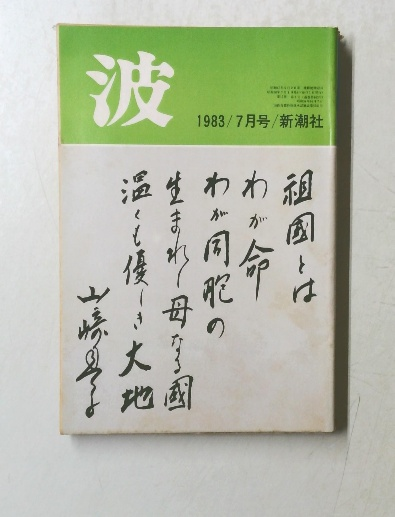 波
1983/7月号/新潮社
祖國とは
わが命
わが同胞の
生まれし母なる國
温くも優しき大地
山崎豊子